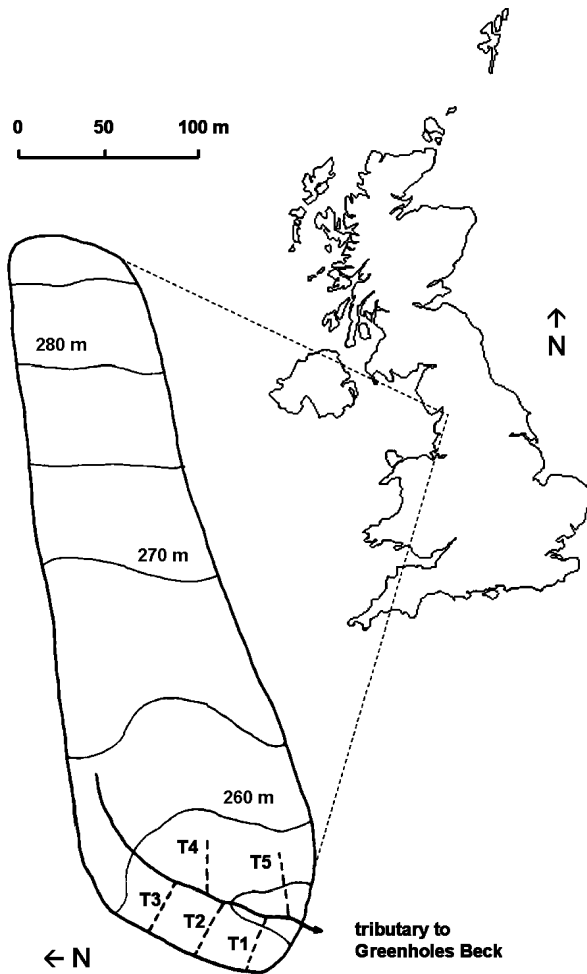 0 50 100 m
↑
N
280 m
270 m
260 m
T4
T5
T3
T2
T1
tributary to
Greenholes Beck
← N